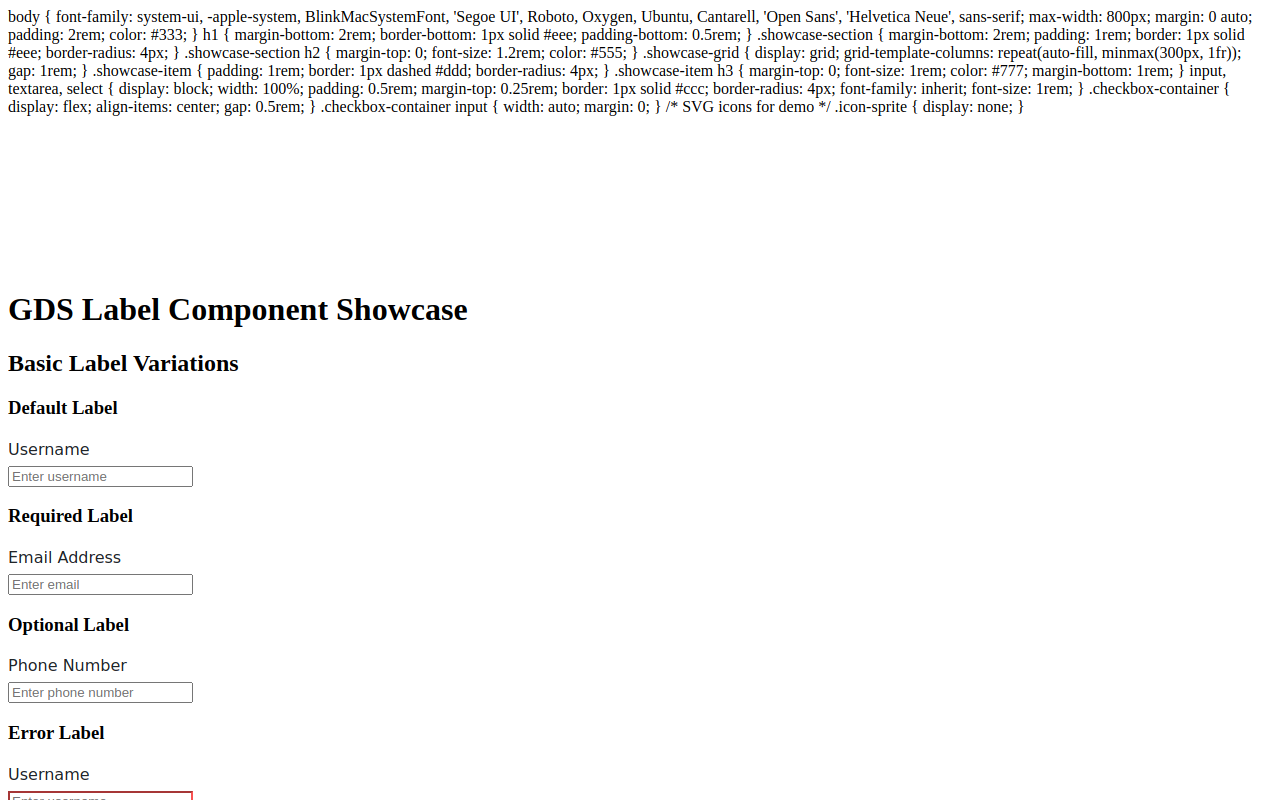 body { font-family: system-ui, -apple-system, BlinkMacSystemFont, 'Segoe UI', Roboto, Oxygen, Ubuntu, Cantarell, 'Open Sans', 'Helvetica Neue', sans-serif; max-width: 800px; margin: 0 auto;
padding: 2rem; color: #333; } h1 { margin-bottom: 2rem; border-bottom: 1px solid #eee; padding-bottom: 0.5rem; } .showcase-section { margin-bottom: 2rem; padding: 1rem; border: 1px solid
#eee; border-radius: 4px; } .showcase-section h2 { margin-top: 0; font-size: 1.2rem; color: #555; } .showcase-grid { display: grid; grid-template-columns: repeat(auto-fill, minmax(300px, 1fr));
gap: 1rem; } .showcase-item { padding: 1rem; border: 1px dashed #ddd; border-radius: 4px; } .showcase-item h3 { margin-top: 0; font-size: 1rem; color: #777; margin-bottom: 1rem; } input,
textarea, select { display: block; width: 100%; padding: 0.5rem; margin-top: 0.25rem; border: 1px solid #ccc; border-radius: 4px; font-family: inherit; font-size: 1rem; } .checkbox-container {
display: flex; align-items: center; gap: 0.5rem; } .checkbox-container input { width: auto; margin: 0; } /* SVG icons for demo */ .icon-sprite { display: none; }
GDS Label Component Showcase
Basic Label Variations
Default Label
Username
Enter username
Required Label
Email Address
Enter email
Optional Label
Phone Number
Enter phone number
Error Label
Username
Enter username